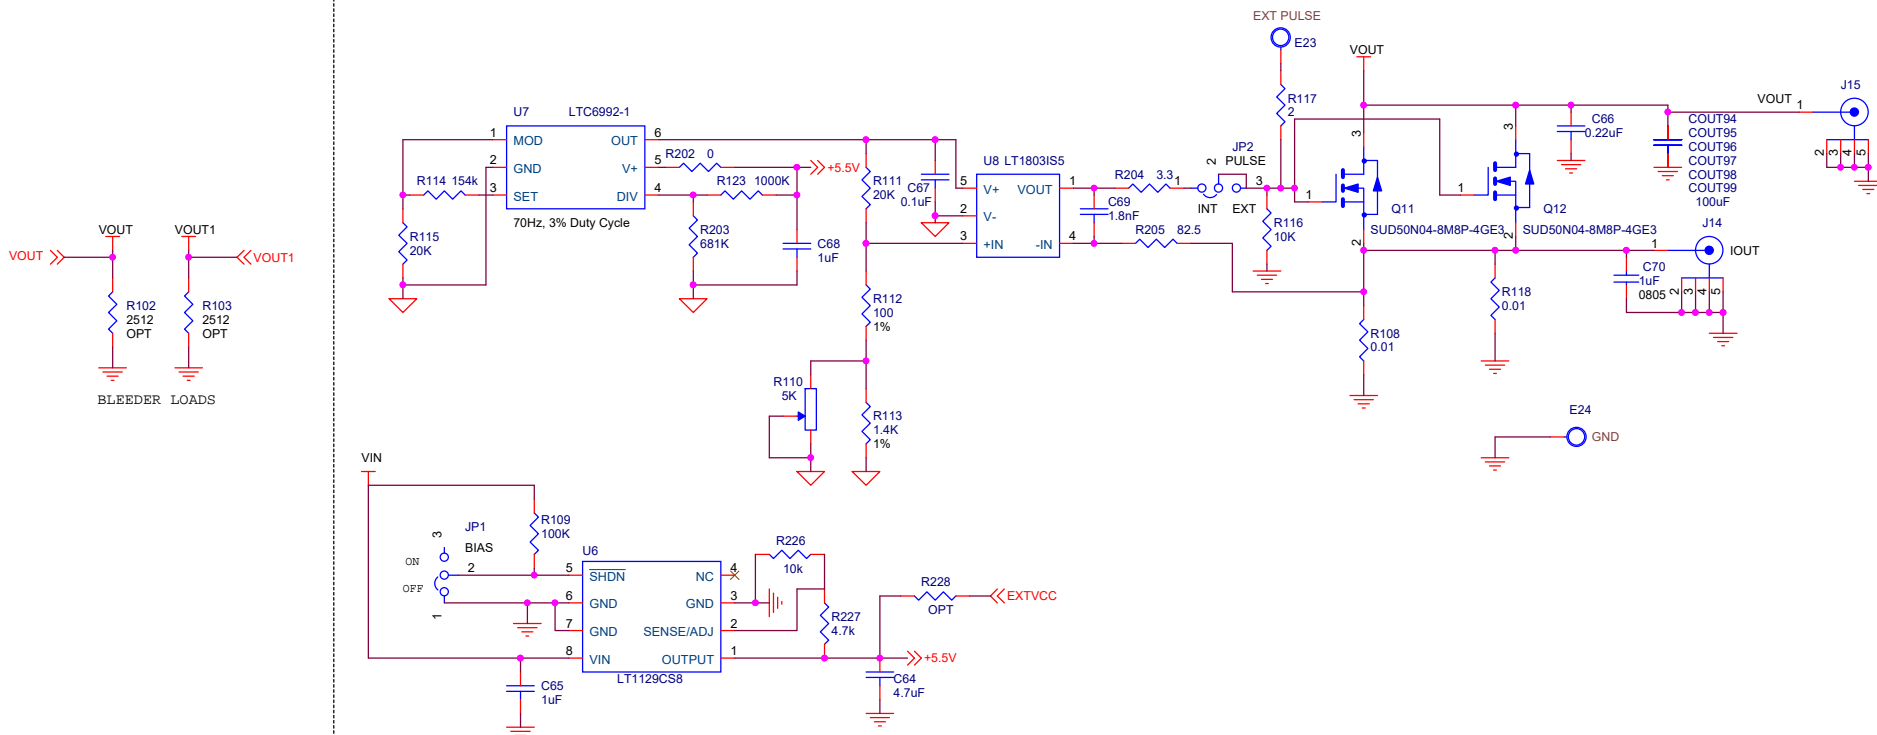 EXT PULSE
E23
VOUT
R117
2
J15
VOUT 1
2 3 4 5
U7 LTC6992-1
1 MOD
2 GND
3 SET
OUT 6
V+ 5
DIV 4
R202 0
+5.5V
R114 154k
R123 1000K
R115
20K
R203
681K
70Hz, 3% Duty Cycle
C68
1uF
R111
20K
C67
0.1uF
U8 LT1803IS5
5 V+
2 V-
3 +IN
VOUT 1
-IN 4
C69
1.8nF
R204 3.3
R205 82.5
JP2
2 PULSE
1
3
INT EXT
R116
10K
3
1
2
Q11
SUD50N04-8M8P-4GE3
3
1
2
Q12
SUD50N04-8M8P-4GE3
C66
0.22uF
COUT94
COUT95
COUT96
COUT97
COUT98
COUT99
100uF
J14
1
IOUT
C70
1uF
0805
2 3 4 5
R118
0.01
R108
0.01
R112
100
1%
R110
5K
R113
1.4K
1%
E24
GND
VOUT
VOUT
R102
2512
OPT
VOUT1
VOUT1
R103
2512
OPT
BLEEDER LOADS
VIN
R109
100K
JP1
BIAS
3
ON
2
OFF
1
U6
5 SHDN
6 GND
7 GND
8 VIN
NC 4
GND 3
SENSE/ADJ 2
OUTPUT 1
LT1129CS8
C65
1uF
R226
10k
R227
4.7k
R228
OPT
EXTVCC
+5.5V
C64
4.7uF